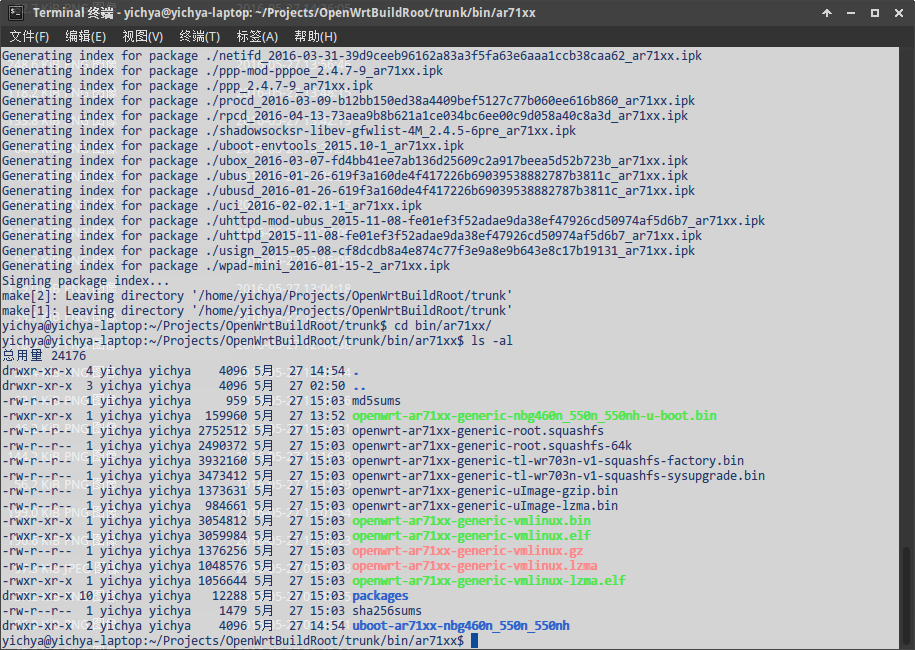 Terminal 终端 - yichya@yichya-laptop: ~/Projects/OpenWrtBuildRoot/trunk/bin/ar71xx
文件(F) 编辑(E) 视图(V) 终端(T) 标签(A) 帮助(H)
Generating index for package ./netifd_2016-03-31-39d9ceeb96162a83a3f5fa63e6aaa1ccb38caa62_ar71xx.ipk
Generating index for package ./ppp-mod-pppoe_2.4.7-9_ar71xx.ipk
Generating index for package ./ppp_2.4.7-9_ar71xx.ipk
Generating index for package ./procd_2016-03-09-b12bb150ed38a4409bef5127c77b060ee616b860_ar71xx.ipk
Generating index for package ./rpcd_2016-04-13-73aea9b8b621a1ce034bc6ee00c9d058a40c8a3d_ar71xx.ipk
Generating index for package ./shadowsocksr-libev-gfwlist-4M_2.4.5-6pre_ar71xx.ipk
Generating index for package ./uboot-envtools_2015.10-1_ar71xx.ipk
Generating index for package ./ubox_2016-03-07-fd4bb41ee7ab136d25609c2a917beea5d52b723b_ar71xx.ipk
Generating index for package ./ubus_2016-01-26-619f3a160de4f417226b69039538882787b3811c_ar71xx.ipk
Generating index for package ./ubusd_2016-01-26-619f3a160de4f417226b69039538882787b3811c_ar71xx.ipk
Generating index for package ./uci_2016-02-02.1-1_ar71xx.ipk
Generating index for package ./uhttpd-mod-ubus_2015-11-08-fe01ef3f52adae9da38ef47926cd50974af5d6b7_ar71xx.ipk
Generating index for package ./uhttpd_2015-11-08-fe01ef3f52adae9da38ef47926cd50974af5d6b7_ar71xx.ipk
Generating index for package ./usign_2015-05-08-cf8dcdb8a4e874c77f3e9a8e9b643e8c17b19131_ar71xx.ipk
Generating index for package ./wpad-mini_2016-01-15-2_ar71xx.ipk
Signing package index...
make[2]: Leaving directory '/home/yichya/Projects/OpenWrtBuildRoot/trunk'
make[1]: Leaving directory '/home/yichya/Projects/OpenWrtBuildRoot/trunk'
yichya@yichya-laptop:~/Projects/OpenWrtBuildRoot/trunk$ cd bin/ar71xx/
yichya@yichya-laptop:~/Projects/OpenWrtBuildRoot/trunk/bin/ar71xx$ ls -al
总用量 24176
drwxr-xr-x 4 yichya yichya 4096 5月 27 14:54 .
drwxr-xr-x 3 yichya yichya 4096 5月 27 02:50 ..
-rw-r--r-- 1 yichya yichya 959 5月 27 15:03 md5sums
-rwxr-xr-x 1 yichya yichya 159960 5月 27 13:52 openwrt-ar71xx-generic-nbg460n_550n_550nh-u-boot.bin
-rw-r--r-- 1 yichya yichya 2752512 5月 27 15:03 openwrt-ar71xx-generic-root.squashfs
-rw-r--r-- 1 yichya yichya 2490372 5月 27 15:03 openwrt-ar71xx-generic-root.squashfs-64k
-rw-r--r-- 1 yichya yichya 3932160 5月 27 15:03 openwrt-ar71xx-generic-tl-wr703n-v1-squashfs-factory.bin
-rw-r--r-- 1 yichya yichya 3473412 5月 27 15:03 openwrt-ar71xx-generic-tl-wr703n-v1-squashfs-sysupgrade.bin
-rw-r--r-- 1 yichya yichya 1373631 5月 27 15:03 openwrt-ar71xx-generic-uImage-gzip.bin
-rw-r--r-- 1 yichya yichya 984661 5月 27 15:03 openwrt-ar71xx-generic-uImage-lzma.bin
-rwxr-xr-x 1 yichya yichya 3054812 5月 27 15:03 openwrt-ar71xx-generic-vmlinux.bin
-rwxr-xr-x 1 yichya yichya 3059984 5月 27 15:03 openwrt-ar71xx-generic-vmlinux.elf
-rw-r--r-- 1 yichya yichya 1376256 5月 27 15:03 openwrt-ar71xx-generic-vmlinux.gz
-rw-r--r-- 1 yichya yichya 1048576 5月 27 15:03 openwrt-ar71xx-generic-vmlinux.lzma
-rwxr-xr-x 1 yichya yichya 1056644 5月 27 15:03 openwrt-ar71xx-generic-vmlinux-lzma.elf
drwxr-xr-x 10 yichya yichya 12288 5月 27 15:03 packages
-rw-r--r-- 1 yichya yichya 1479 5月 27 15:03 sha256sums
drwxr-xr-x 2 yichya yichya 4096 5月 27 14:54 uboot-ar71xx-nbg460n_550n_550nh
yichya@yichya-laptop:~/Projects/OpenWrtBuildRoot/trunk/bin/ar71xx$